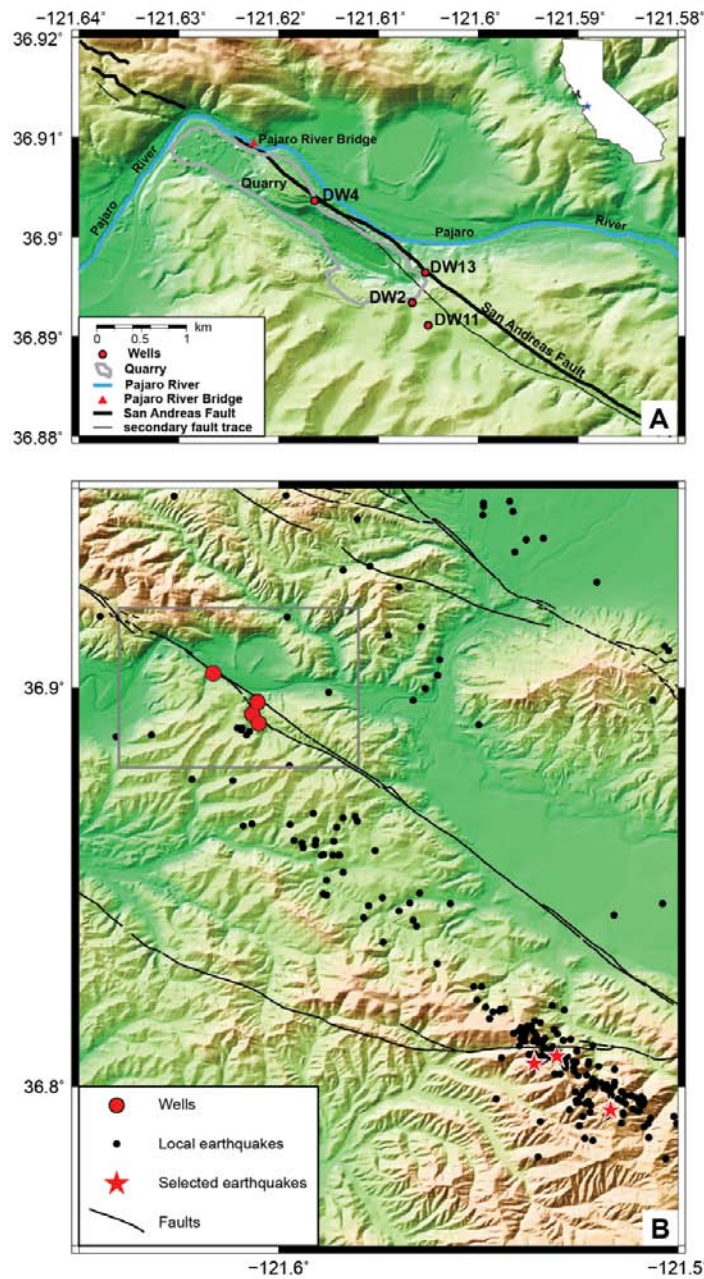 −121.64° −121.63° −121.62° −121.61° −121.6° −121.59° −121.58°
36.92°
36.91°
36.9°
36.89°
36.88°
Pajaro River Bridge
Pajaro River
Quarry
DW4
Pajaro River
DW13
DW2
DW11
San Andreas Fault
0 1
km
Wells
Quarry
Pajaro River
Pajaro River Bridge
San Andreas Fault
secondary fault trace
A
36.9°
36.8°
Wells
Local earthquakes
Selected earthquakes
Faults
B
−121.6° −121.5°